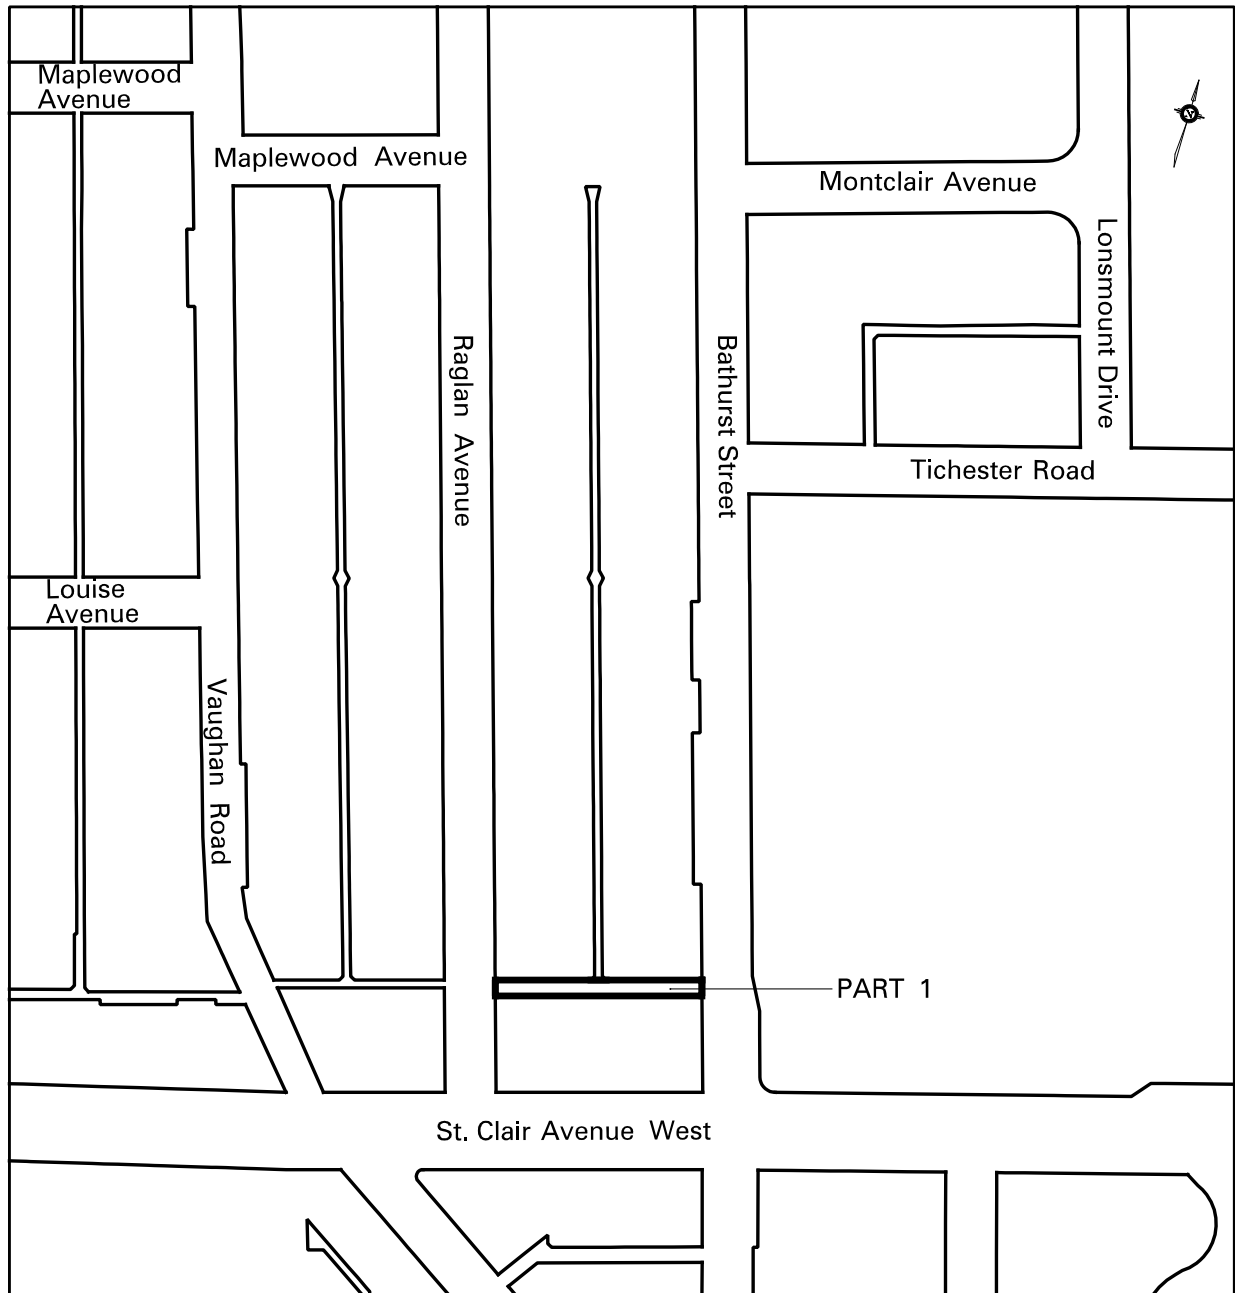 Maplewood
Avenue
Maplewood Avenue
Montclair Avenue
Lonsmount Drive
Raglan Avenue
Bathurst Street
Tichester Road
Louise
Avenue
Vaughan Road
PART 1
St. Clair Avenue West